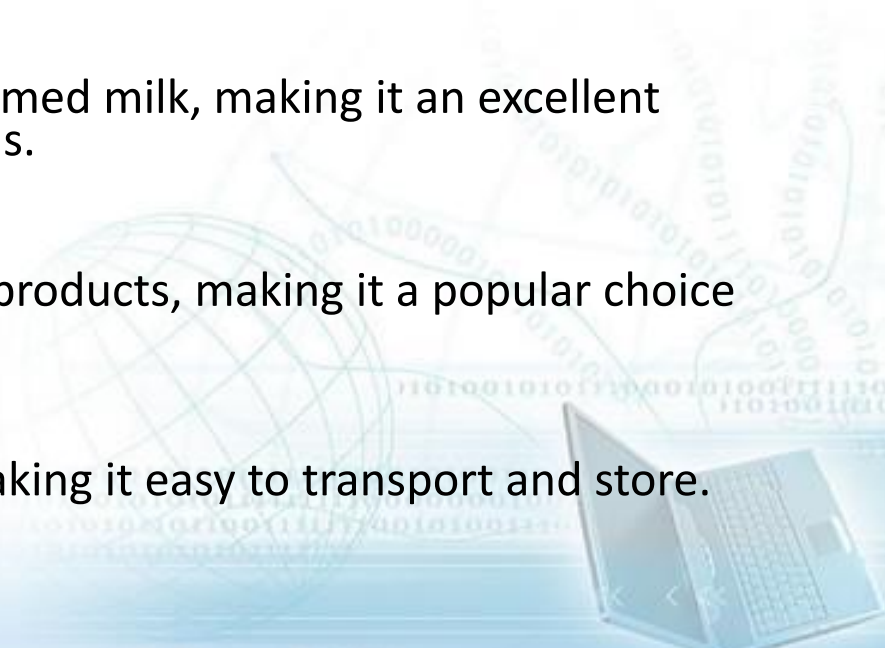 med milk, making it an excellent
s.
products, making it a popular choice
aking it easy to transport and store.